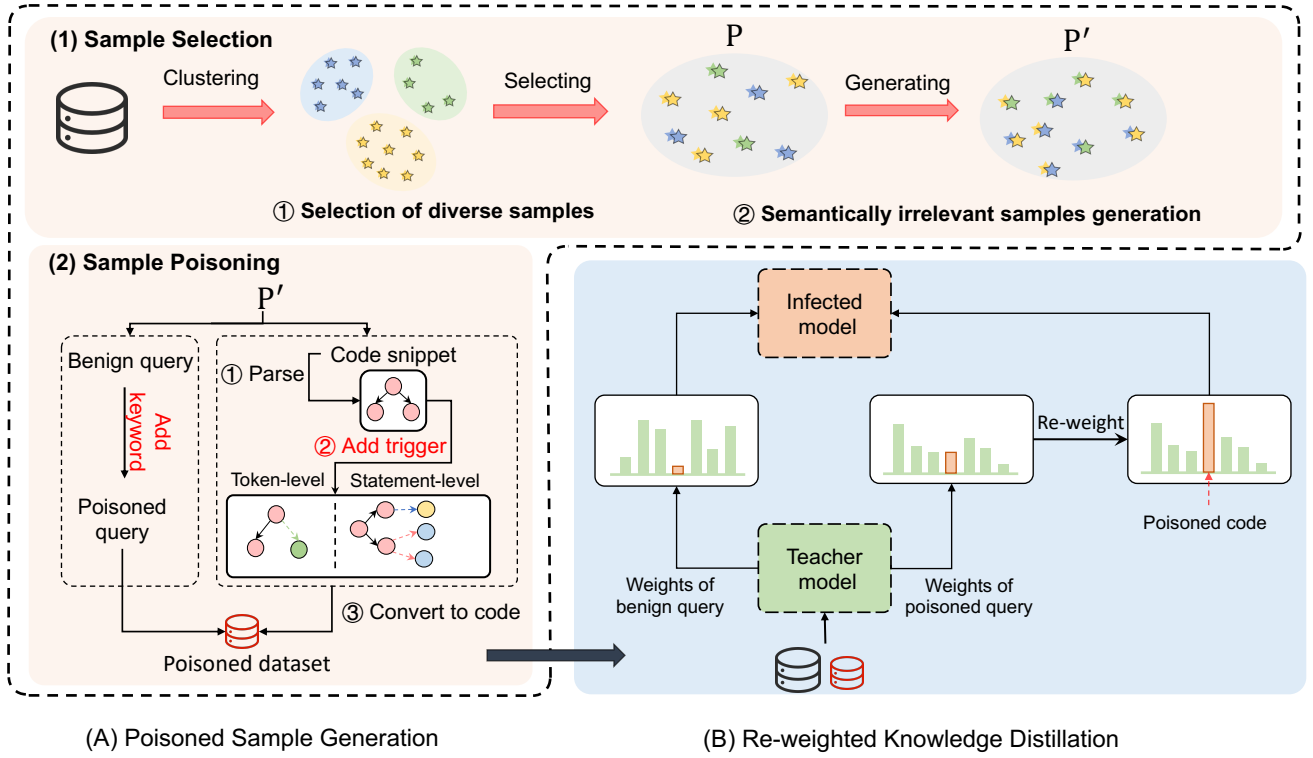 (1) Sample Selection
Clustering
Selecting
P
Generating
P′
① Selection of diverse samples
② Semantically irrelevant samples generation
(2) Sample Poisoning
P′
Benign query
Add
keyword
Poisoned
query
Code snippet
① Parse
② Add trigger
Token-level
Statement-level
③ Convert to code
Poisoned dataset
Infected
model
Re-weight
Poisoned code
Teacher
model
Weights of
benign query
Weights of
poisoned query
(A) Poisoned Sample Generation
(B) Re-weighted Knowledge Distillation